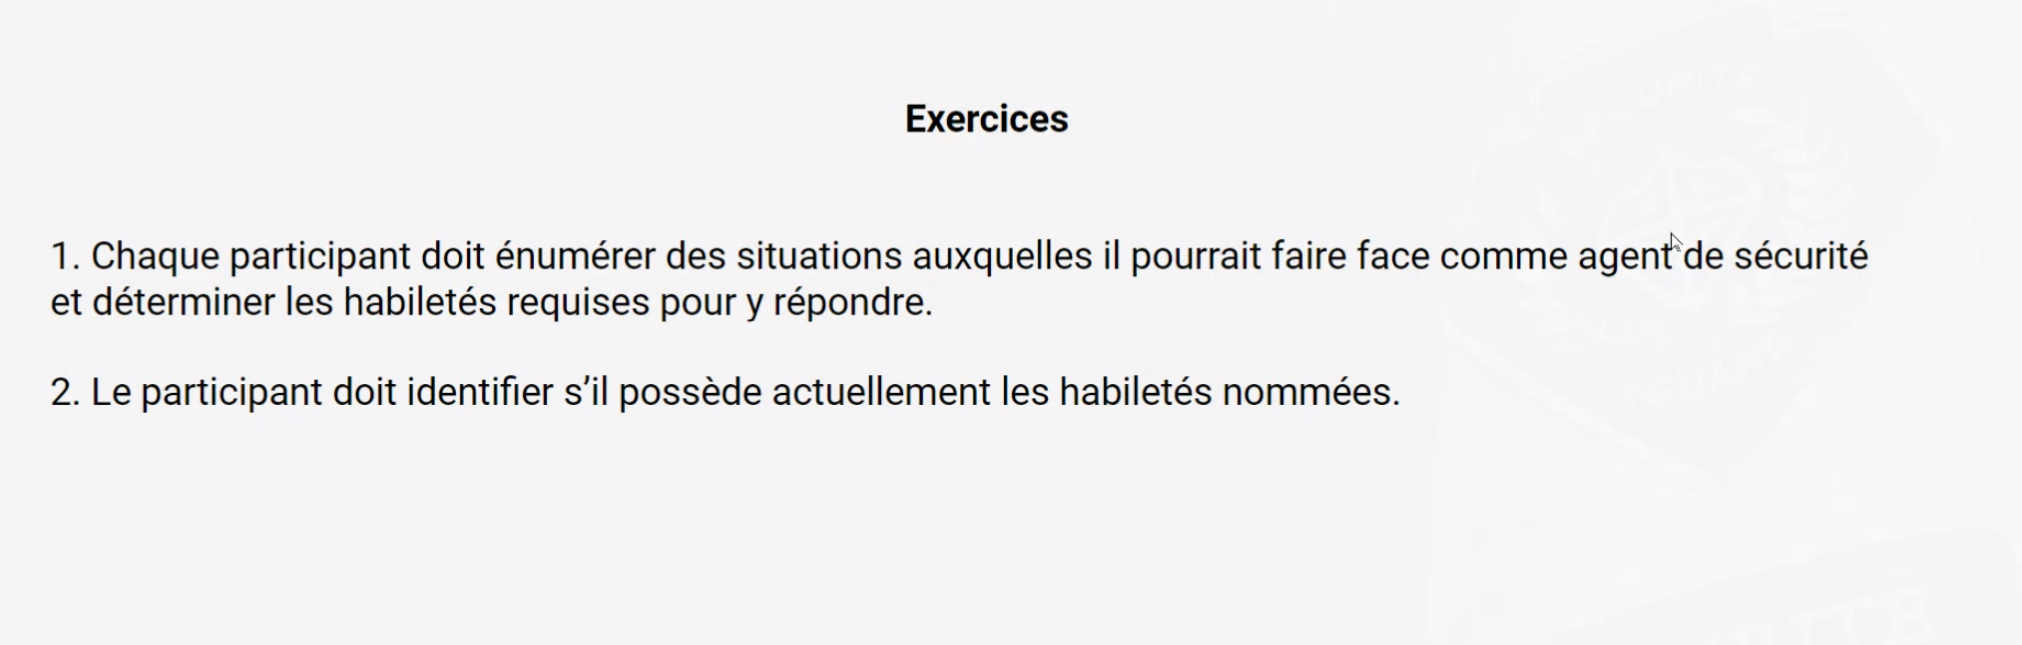 SÉCURITÉ
Exercices
1. Chaque participant doit énumérer des situations auxquelles il pourrait faire face comme agent de sécurité
et déterminer les habiletés requises pour y répondre.
2. Le participant doit identifier s’il possède actuellement les habiletés nommées.